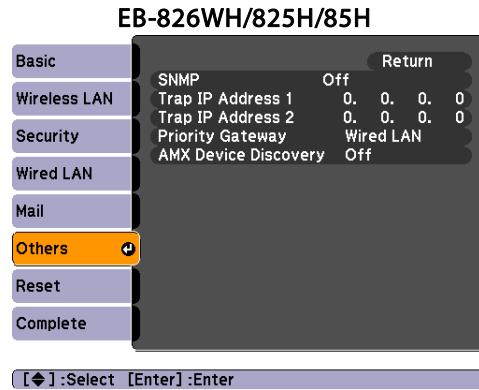 EB-826WH/825H/85H
Basic
Wireless LAN
Security
Wired LAN
Mail
Others
Reset
Complete
Return
SNMP Off
Trap IP Address 1 0. 0. 0. 0
Trap IP Address 2 0. 0. 0. 0
Priority Gateway Wired LAN
AMX Device Discovery Off
[◆] :Select [Enter] :Enter